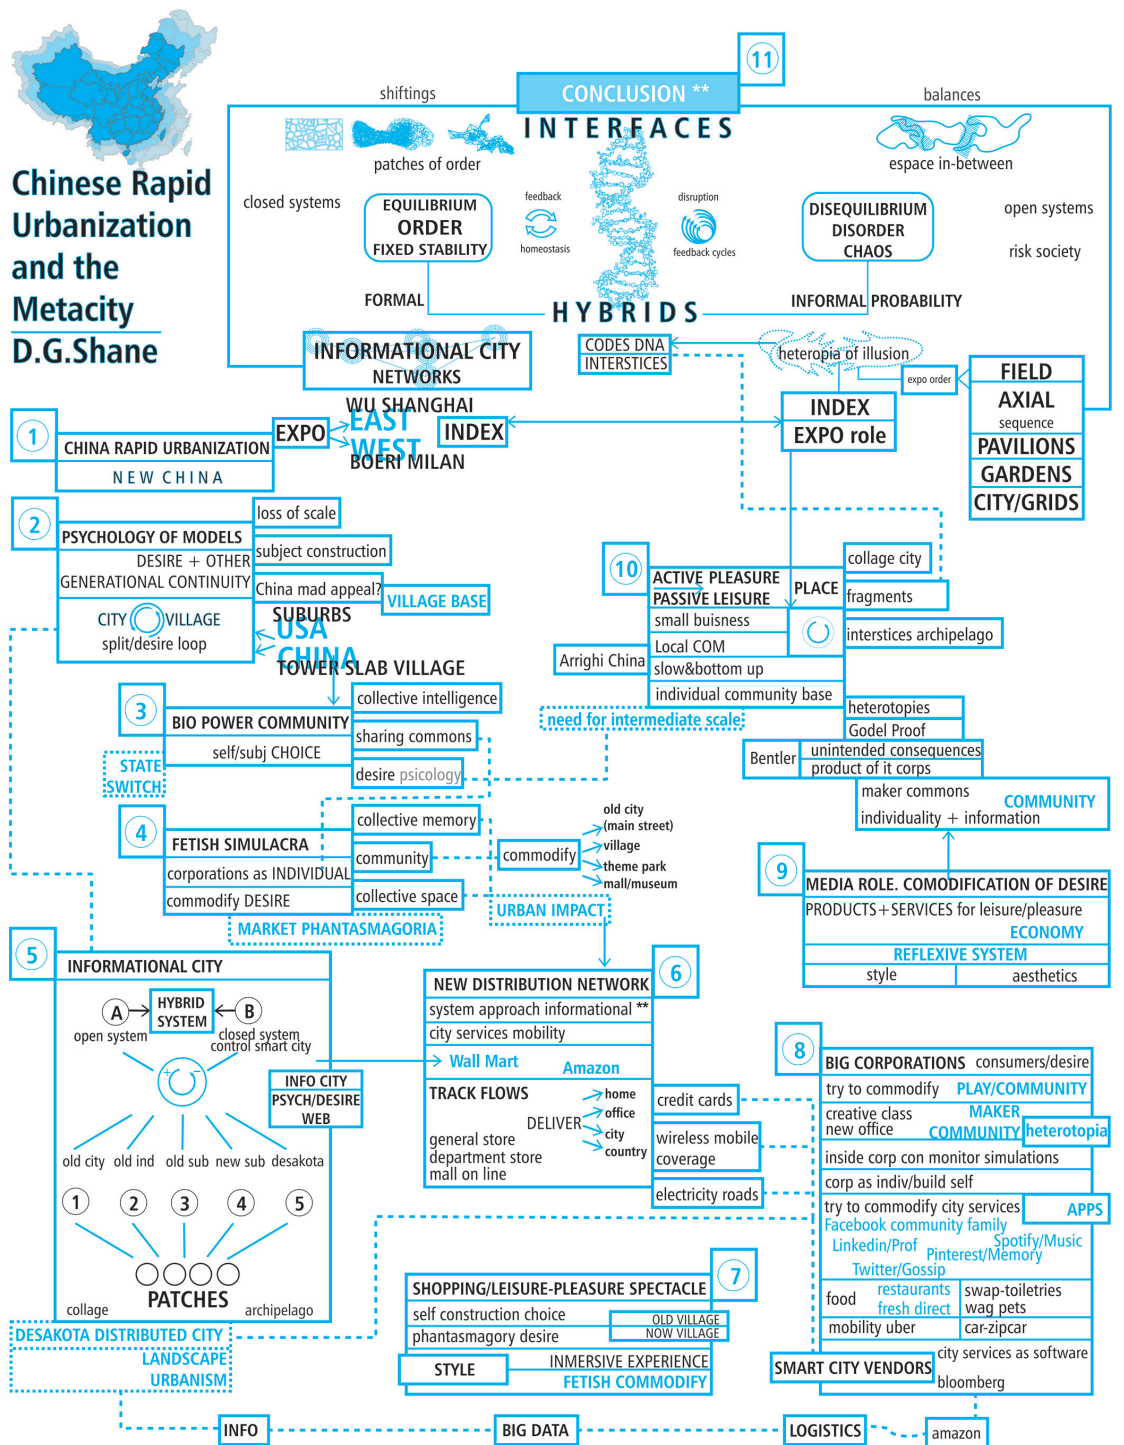 Chinese Rapid
Urbanization
and the
Metacity
D.G.Shane
11
CONCLUSION **
shiftings
balances
INTERFACES
patches of order
espace in-between
closed systems
EQUILIBRIUM
ORDER
FIXED STABILITY
feedback
homeostasis
disruption
feedback cycles
DISEQUILIBRIUM
DISORDER
CHAOS
open systems
risk society
FORMAL
INFORMAL PROBABILITY
HYBRIDS
INFORMATIONAL CITY
NETWORKS
CODES DNA
INTERSTICES
heteropia of illusion
expo order
FIELD
AXIAL
sequence
PAVILIONS
GARDENS
CITY/GRIDS
INDEX
EXPO role
1
CHINA RAPID URBANIZATION
NEW CHINA
EXPO
WU SHANGHAI
EAST
WEST
BOERI MILAN
INDEX
2
PSYCHOLOGY OF MODELS
DESIRE + OTHER
GENERATIONAL CONTINUITY
CITY VILLAGE
split/desire loop
loss of scale
subject construction
China mad appeal?
VILLAGE BASE
SUBURBS
USA
CHINA
TOWER SLAB VILLAGE
3
BIO POWER COMMUNITY
self/subj CHOICE
STATE
SWITCH
collective intelligence
sharing commons
desire psicology
4
FETISH SIMULACRA
corporations as INDIVIDUAL
commodify DESIRE
MARKET PHANTASMAGORIA
collective memory
community
collective space
commodify
old city
(main street)
village
theme park
mall/museum
URBAN IMPACT
10
ACTIVE PLEASURE
PASSIVE LEISURE
PLACE
small buisness
Local COM
slow&bottom up
individual community base
Arrighi China
need for intermediate scale
collage city
fragments
interstices archipelago
heterotopies
Godel Proof
Bentler
unintended consequences
product of it corps
maker commons
COMMUNITY
individuality + information
9
MEDIA ROLE. COMODIFICATION OF DESIRE
PRODUCTS+SERVICES for leisure/pleasure
ECONOMY
REFLEXIVE SYSTEM
style
aesthetics
5
INFORMATIONAL CITY
A
HYBRID
SYSTEM
B
open system
closed system
control smart city
+
−
INFO CITY
PSYCH/DESIRE
WEB
old city
old ind
old sub
new sub
desakota
1
2
3
4
5
PATCHES
collage
archipelago
DESAKOTA DISTRIBUTED CITY
LANDSCAPE
URBANISM
6
NEW DISTRIBUTION NETWORK
system approach informational **
city services mobility
Wall Mart
Amazon
TRACK FLOWS
DELIVER
home
office
city
country
general store
department store
mall on line
credit cards
wireless mobile
coverage
electricity roads
7
SHOPPING/LEISURE-PLEASURE SPECTACLE
self construction choice
phantasmagory desire
OLD VILLAGE
NOW VILLAGE
STYLE
INMERSIVE EXPERIENCE
FETISH COMMODIFY
8
BIG CORPORATIONS consumers/desire
try to commodify PLAY/COMMUNITY
creative class
new office
MAKER
COMMUNITY
heterotopia
inside corp con monitor simulations
corp as indiv/build self
try to commodify city services
APPS
Facebook community family
Linkedin/Prof
Spotify/Music
Pinterest/Memory
Twitter/Gossip
food
restaurants
fresh direct
swap-toiletries
wag pets
mobility uber
car-zipcar
SMART CITY VENDORS
city services as software
bloomberg
INFO
BIG DATA
LOGISTICS
amazon